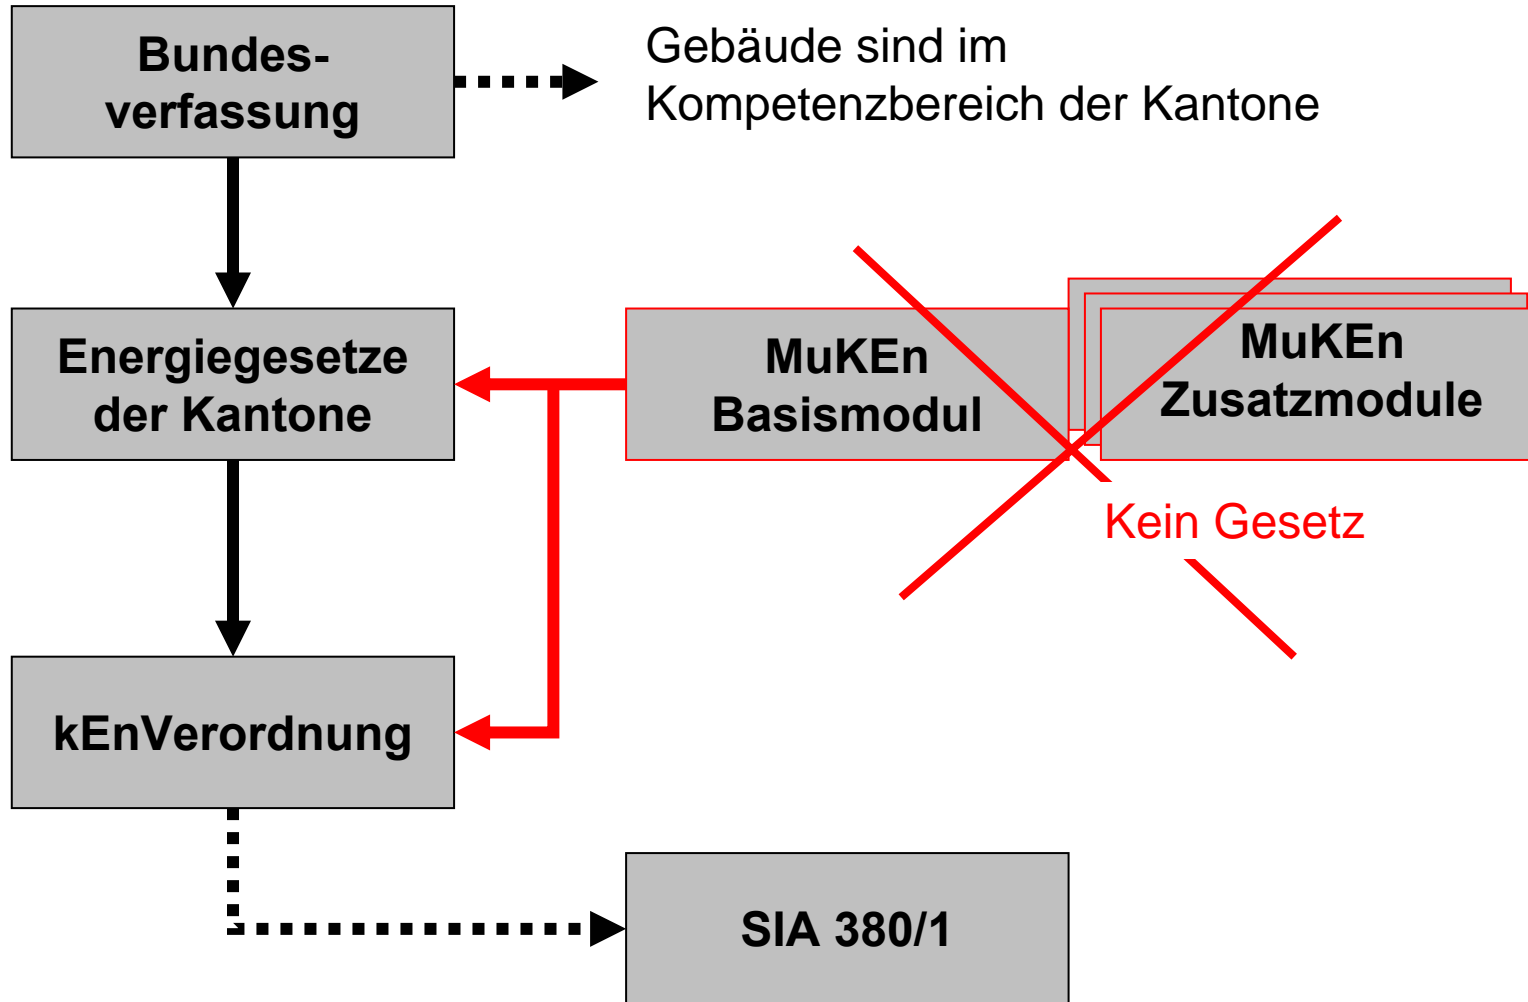 Bundes-
verfassung
Gebäude sind im
Kompetenzbereich der Kantone
Energiegesetze
der Kantone
MuKEn
Basismodul
MuKEn
Zusatzmodule
Kein Gesetz
kEnVerordnung
SIA 380/1